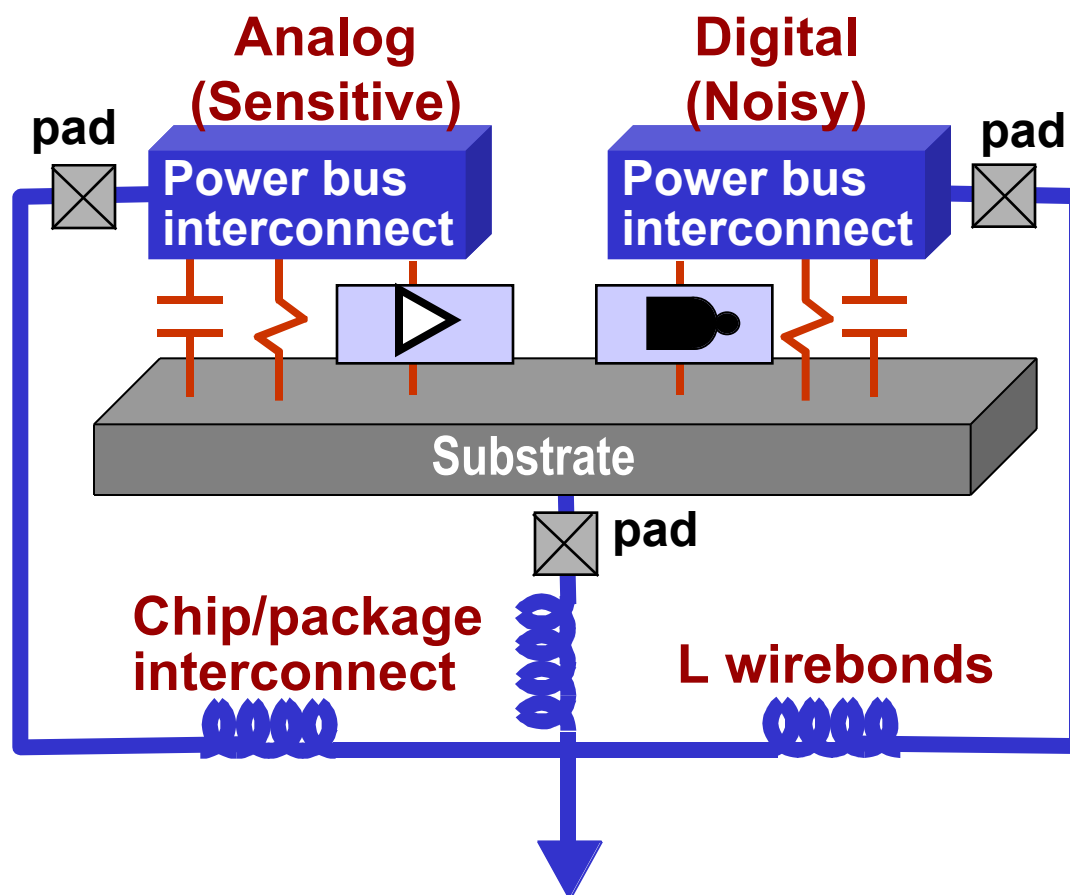 Analog
(Sensitive)
Digital
(Noisy)
pad
pad
Power bus
interconnect
Power bus
interconnect
Substrate
pad
Chip/package
interconnect
L wirebonds